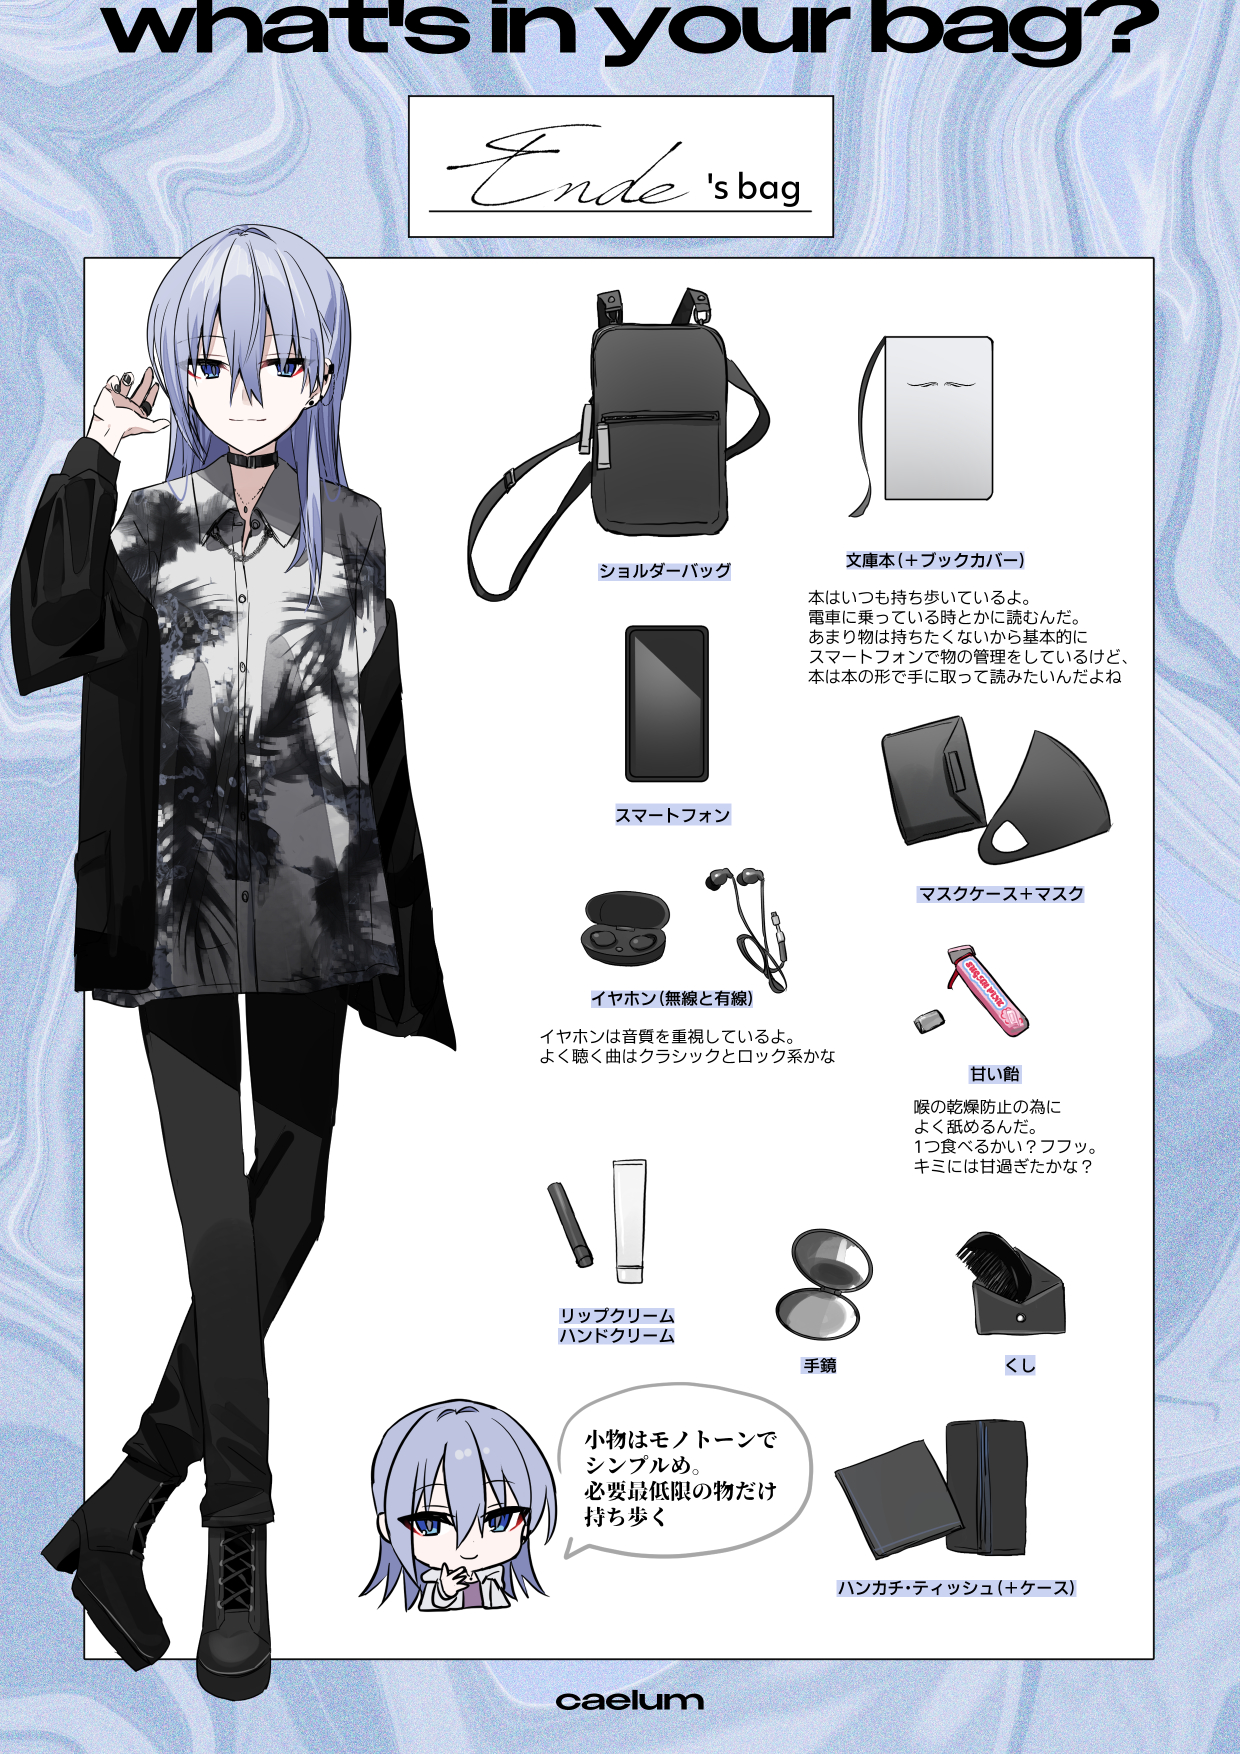 what's in your bag?
Ende 's bag
ショルダーバッグ
文庫本(＋ブックカバー)
本はいつも持ち歩いているよ。
電車に乗っている時とかに読むんだ。
あまり物は持ちたくないから基本的に
スマートフォンで物の管理をしているけど、
本は本の形で手に取って読みたいんだよね
スマートフォン
マスクケース＋マスク
イヤホン(無線と有線)
イヤホンは音質を重視しているよ。
よく聴く曲はクラシックとロック系かな
甘い飴
喉の乾燥防止の為に
よく舐めるんだ。
1つ食べるかい？フフッ。
キミには甘過ぎたかな？
リップクリーム
ハンドクリーム
手鏡
くし
小物はモノトーンで
シンプルめ。
必要最低限の物だけ
持ち歩く
ハンカチ・ティッシュ(＋ケース)
caelum